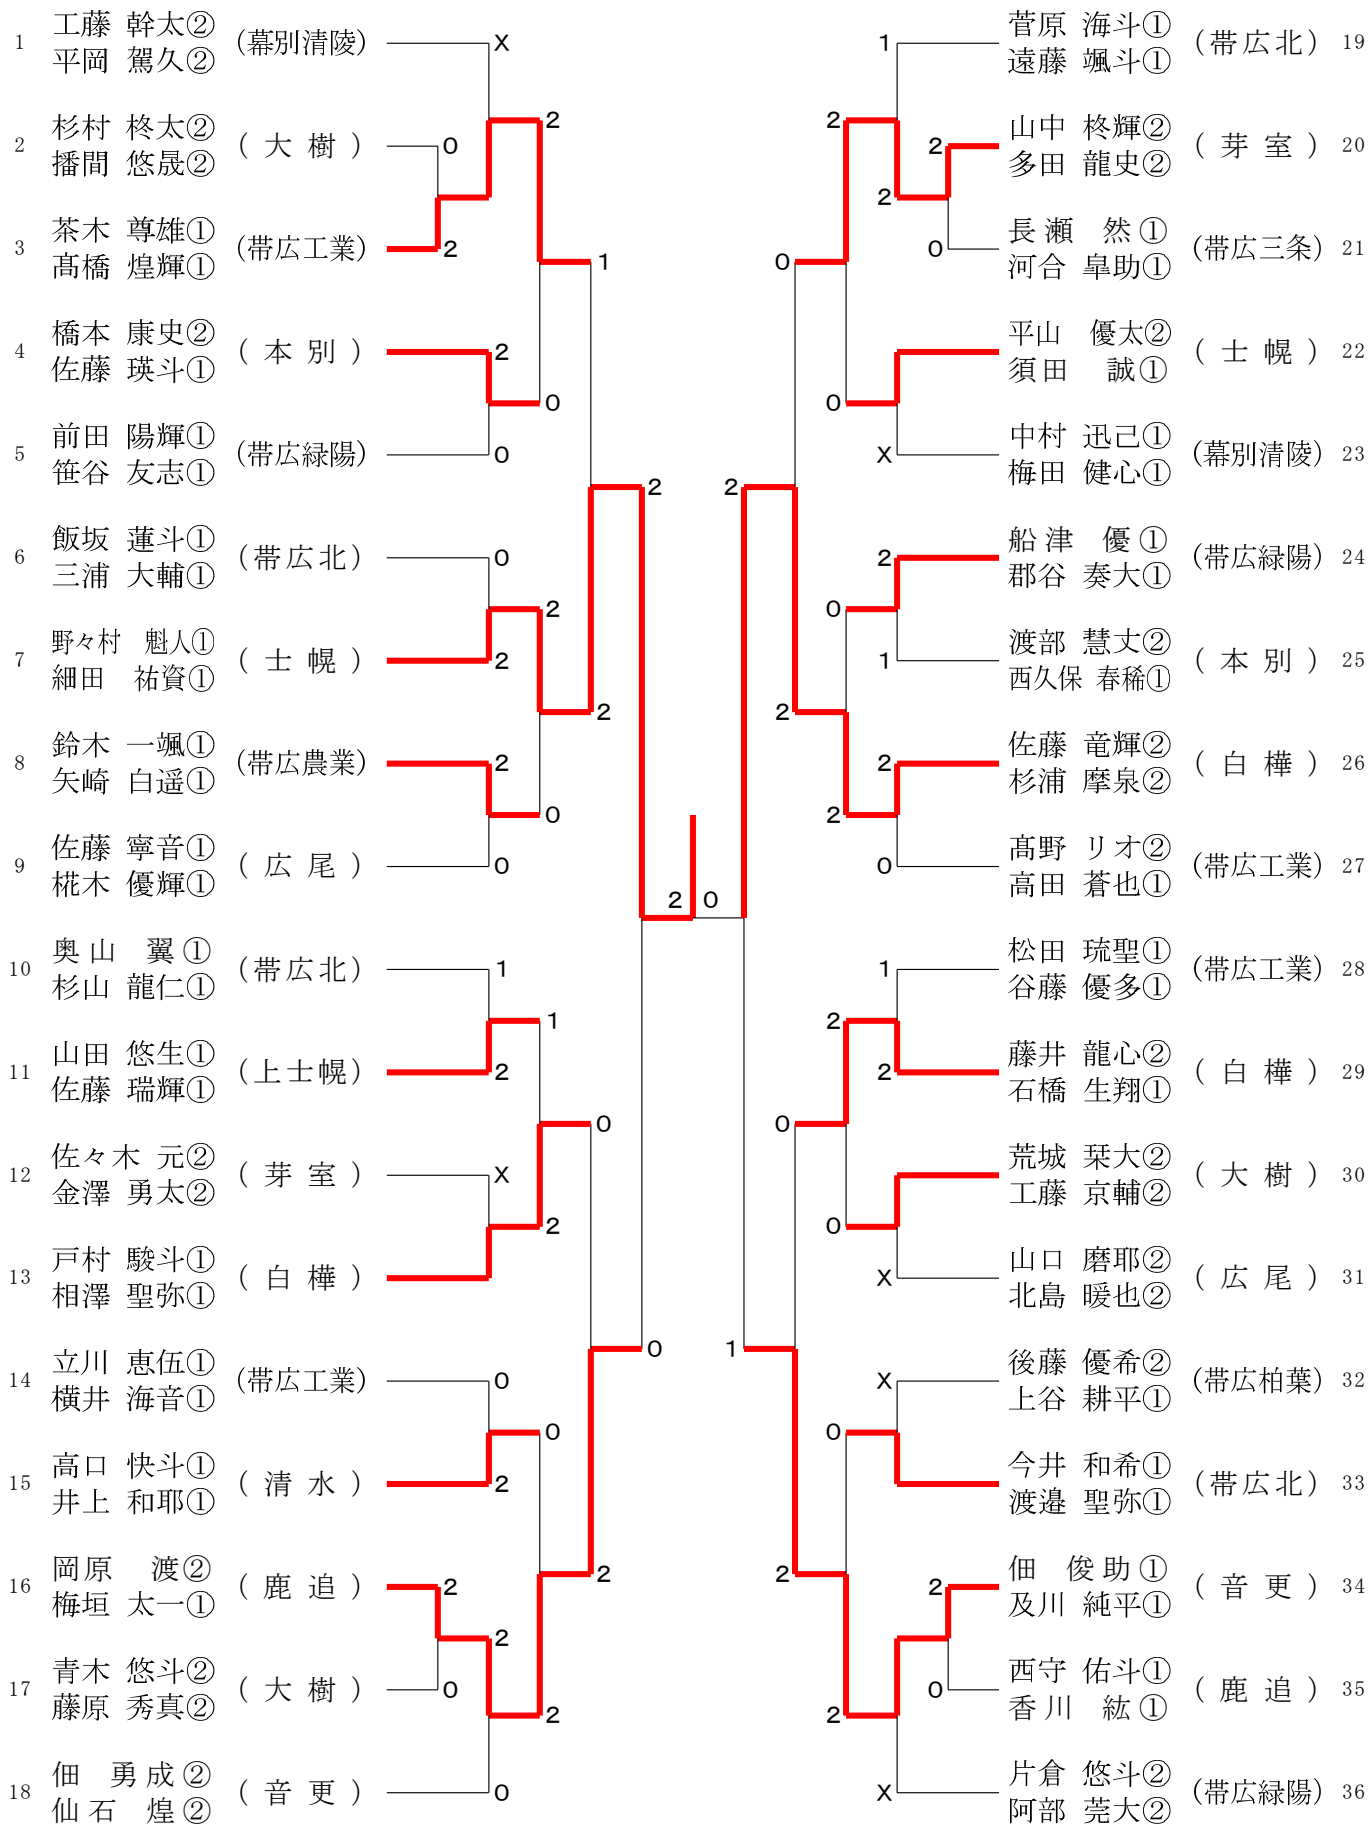 1 工藤 幹太② (幕別清陵) X
平岡 駕久②
2 杉村 柊太② (大樹) 0
播間 悠晟②
2
3 茶木 尊雄① (帯広工業) 2
髙橋 煌輝①
1
4 橋本 康史② (本別) 2
佐藤 瑛斗①
0
5 前田 陽輝① (帯広緑陽) 0
笹谷 友志①
2
6 飯坂 蓮斗① (帯広北) 0
三浦 大輔①
2
7 野々村 魁人① (士幌) 2
細田 祐資①
2
8 鈴木 一颯① (帯広農業) 2
矢崎 白遥①
0
9 佐藤 寧音① (広尾) 0
椛木 優輝①
2 0
10 奥山 翼① (帯広北) 1
杉山 龍仁①
1
11 山田 悠生① (上士幌) 2
佐藤 瑞輝①
0
12 佐々木 元② (芽室) X
金澤 勇太②
2
13 戸村 駿斗① (白樺)
相澤 聖弥①
0
14 立川 恵伍① (帯広工業) 0
横井 海音①
0
15 高口 快斗① (清水) 2
井上 和耶①
2
16 岡原 渡② (鹿追) 2
梅垣 太一①
2
17 青木 悠斗② (大樹) 0
藤原 秀真②
2
18 佃 勇成② (音更) 0
仙石 煌②
1 菅原 海斗① (帯広北) 19
遠藤 颯斗①
2
2 山中 柊輝② (芽室) 20
多田 龍史②
2
0 長瀬 然① (帯広三条) 21
河合 皐助①
0
平山 優太② (士幌) 22
須田 誠①
0
X 中村 迅己① (幕別清陵) 23
梅田 健心①
2
2 船津 優① (帯広緑陽) 24
郡谷 奏大①
0
1 渡部 慧丈② (本別) 25
西久保 春稀①
2
2 佐藤 竜輝② (白樺) 26
杉浦 摩泉②
2
0 髙野 リオ② (帯広工業) 27
高田 蒼也①
1 松田 琉聖① (帯広工業) 28
谷藤 優多①
2
2 藤井 龍心② (白樺) 29
石橋 生翔①
0
荒城 栞大② (大樹) 30
工藤 京輔②
0
X 山口 磨耶② (広尾) 31
北島 暖也②
1
X 後藤 優希② (帯広柏葉) 32
上谷 耕平①
0
今井 和希① (帯広北) 33
渡邉 聖弥①
2
2 佃 俊助① (音更) 34
及川 純平①
0 西守 佑斗① (鹿追) 35
香川 紘①
2
X 片倉 悠斗② (帯広緑陽) 36
阿部 莞大②